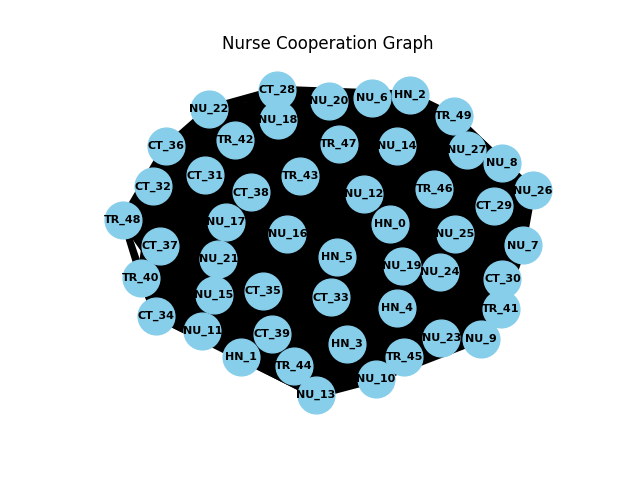 Nurse Cooperation Graph
CT_28
NU_6
HN_2
NU_20
NU_22
TR_49
NU_18
TR_42
TR_47
CT_36
NU_14
NU_27
NU_8
CT_31
TR_43
CT_32
CT_38
NU_12
TR_46
NU_26
CT_29
TR_48
NU_17
HN_0
NU_16
NU_25
CT_37
NU_7
NU_21
HN_5
NU_19
NU_24
TR_40
CT_30
NU_15
CT_35
CT_33
HN_4
TR_41
CT_34
NU_11
CT_39
NU_23
NU_9
HN_3
HN_1
TR_45
TR_44
NU_10
NU_13